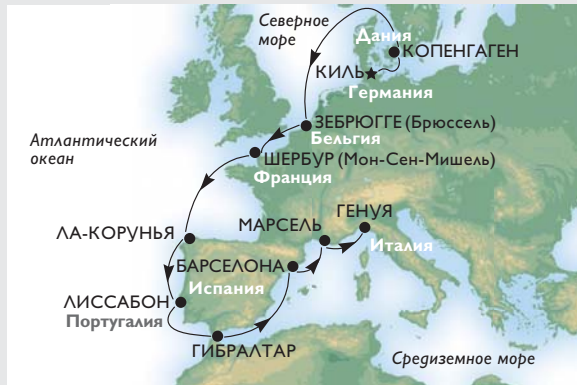 Северное
море
Дания
КОПЕНГАГЕН
КИЛЬ
Германия
ЗЕБРЮГГЕ (Брюссель)
Бельгия
Атлантический
океан
ШЕРБУР (Мон-Сен-Мишель)
Франция
ГЕНУЯ
МАРСЕЛЬ
ЛА-КОРУНЬЯ
Италия
БАРСЕЛОНА
Испания
ЛИССАБОН
Португалия
ГИБРАЛТАР
Средиземное море